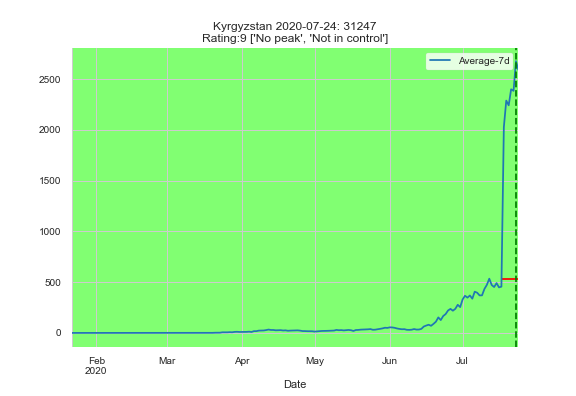 Kyrgyzstan 2020-07-24: 31247
Rating:9 ['No peak', 'Not in control']
Average-7d
2500
2000
1500
1000
500
0
Feb
2020
Mar
Apr
May
Jun
Jul
Date